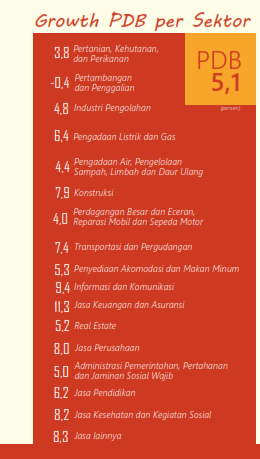 Growth PDB per Sektor
PDB
5,1
(persen)
3,8 Pertanian, Kehutanan,
dan Perikanan
-0,4 Pertambangan
dan Penggalian
4,8 Industri Pengolahan
6,4 Pengadaan Listrik dan Gas
4,4 Pengadaan Air, Pengelolaan
Sampah, Limbah dan Daur Ulang
7,9 Konstruksi
4,0 Perdagangan Besar dan Eceran,
Reparasi Mobil dan Sepeda Motor
7,4 Transportasi dan Pergudangan
5,3 Penyediaan Akomodasi dan Makan Minum
9,4 Informasi dan Komunikasi
11,3 Jasa Keuangan dan Asuransi
5,2 Real Estate
8,0 Jasa Perusahaan
5,0 Administrasi Pemerintahan, Pertahanan
dan Jaminan Sosial Wajib
6,2 Jasa Pendidikan
8,2 Jasa Kesehatan dan Kegiatan Sosial
8,3 Jasa lainnya